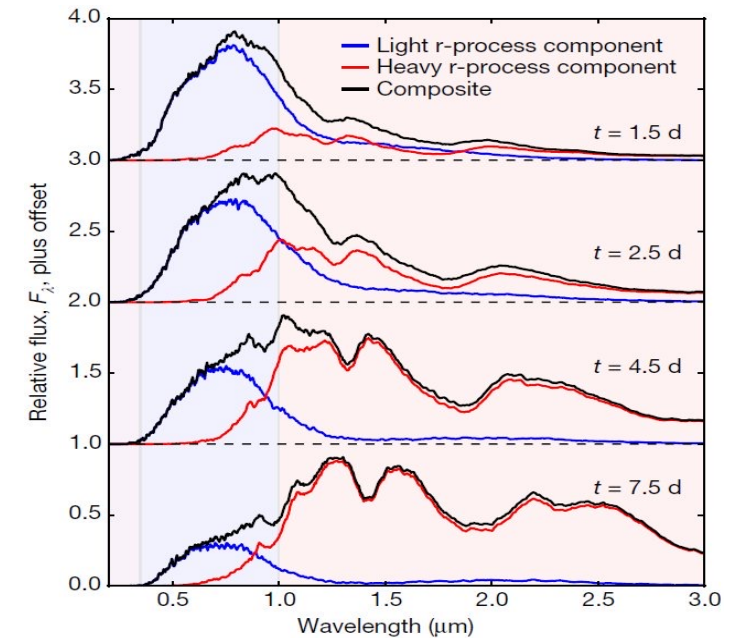 4.0
3.5
3.0
2.5
2.0
1.5
1.0
0.5
0.0
Relative flux, Fλ, plus offset
Light r-process component
Heavy r-process component
Composite
t = 1.5 d
t = 2.5 d
t = 4.5 d
t = 7.5 d
0.5 1.0 1.5 2.0 2.5 3.0
Wavelength (μm)